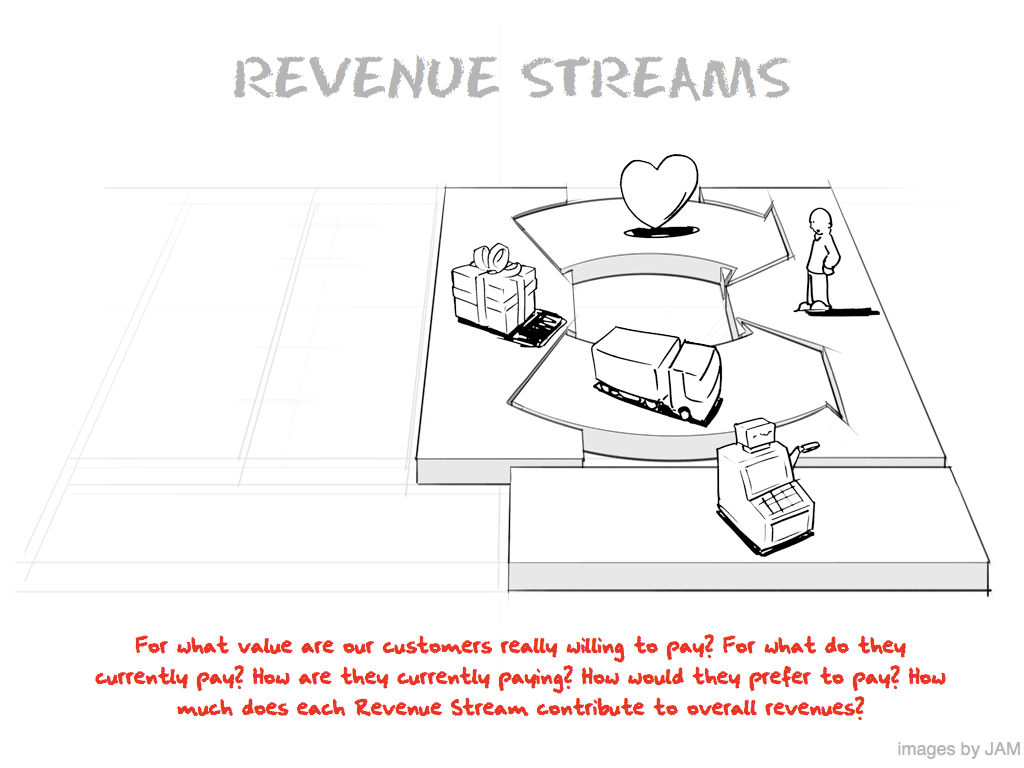 REVENUE STREAMS
For what value are our customers really willing to pay? For what do they
currently pay? How are they currently paying? How would they prefer to pay? How
much does each Revenue Stream contribute to overall revenues?
images by JAM